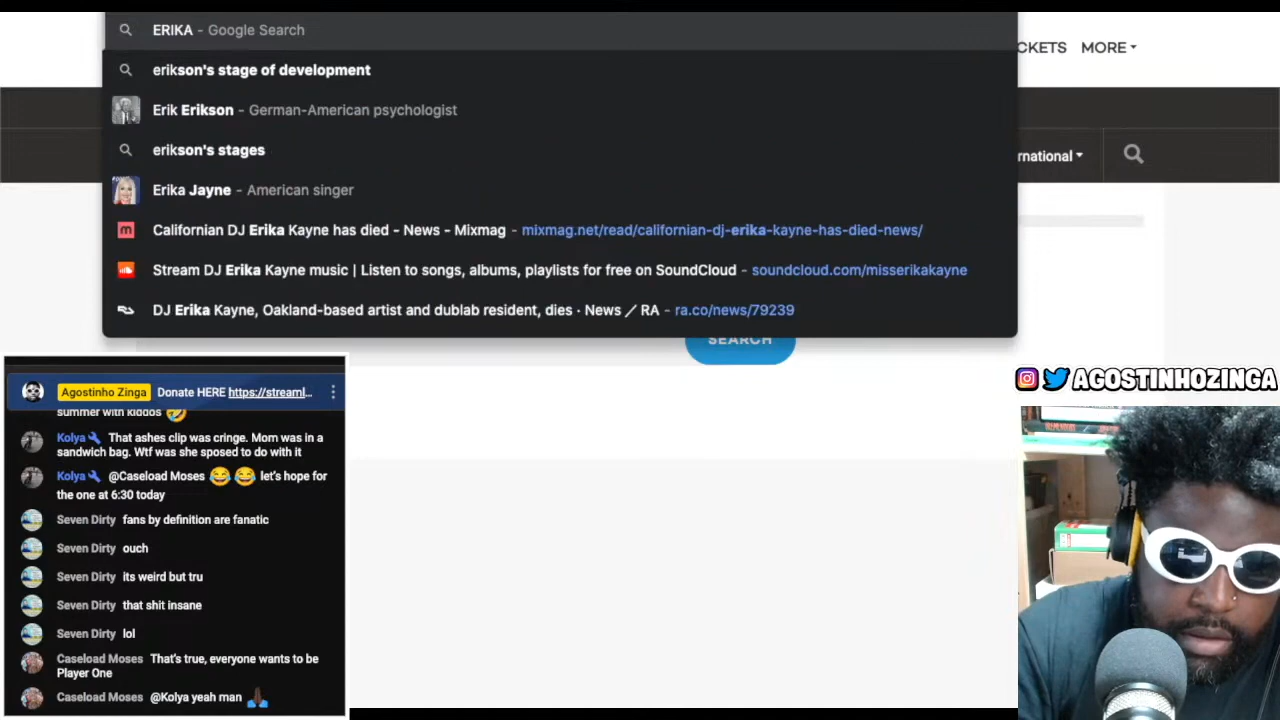 ERIKA - Google Search
CKETS MORE
erikson's stage of development
Erik Erikson - German-American psychologist
erikson's stages
rnational
Erika Jayne - American singer
Californian DJ Erika Kayne has died - News - Mixmag - mixmag.net/read/californian-dj-erika-kayne-has-died-news/
Stream DJ Erika Kayne music | Listen to songs, albums, playlists for free on SoundCloud - soundcloud.com/misserikakayne
DJ Erika Kayne, Oakland-based artist and dublab resident, dies · News / RA - ra.co/news/79239
SEARCH
AGOSTINHOZINGA
Agostinho Zinga Donate HERE https://streaml...
summer with kiddos
Kolya That ashes clip was cringe. Mom was in a
sandwich bag. Wtf was she sposed to do with it
Kolya @Caseload Moses 😂 😂 let's hope for
the one at 6:30 today
Seven Dirty fans by definition are fanatic
Seven Dirty ouch
Seven Dirty its weird but tru
Seven Dirty that shit insane
Seven Dirty lol
Caseload Moses That's true, everyone wants to be
Player One
Caseload Moses @Kolya yeah man